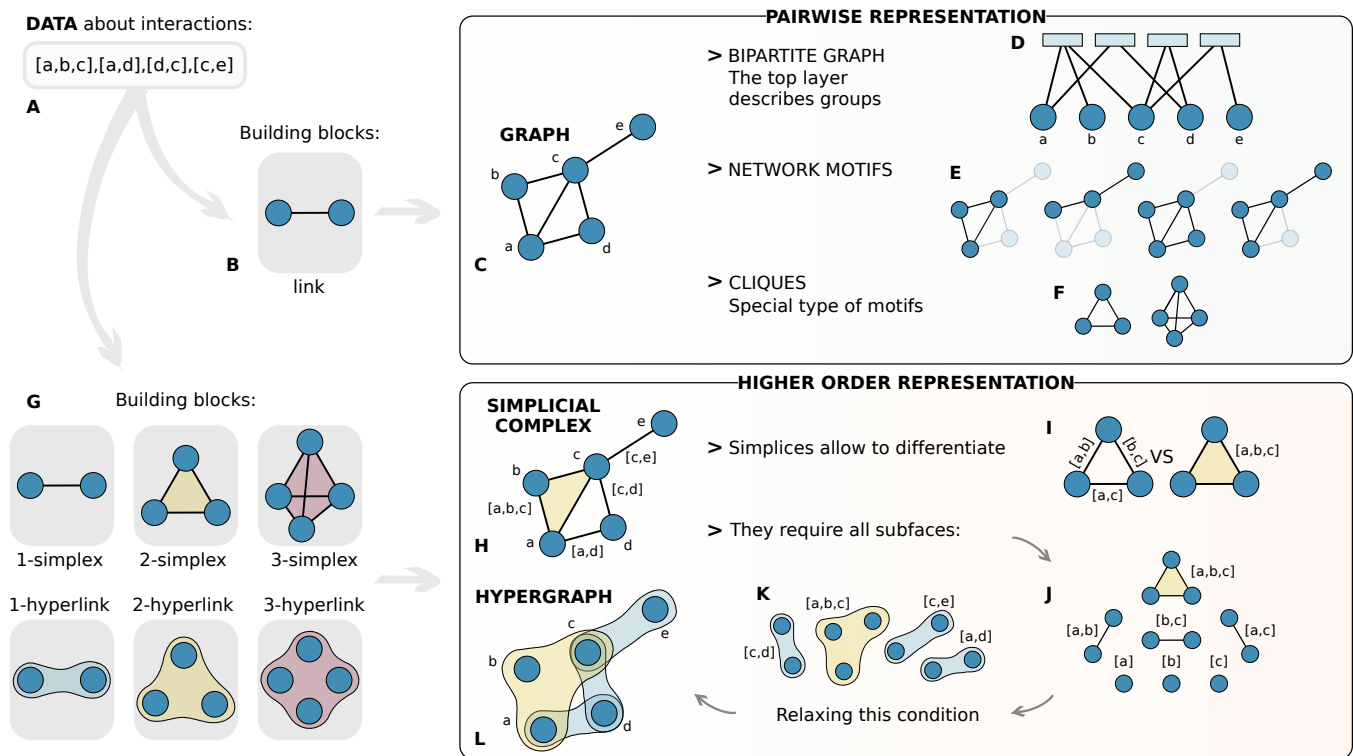 DATA about interactions:
[a,b,c],[a,d],[d,c],[c,e]
A
Building blocks:
B
link
PAIRWISE REPRESENTATION
GRAPH
e
c
b
a
d
C
> BIPARTITE GRAPH
The top layer
describes groups
D
a b c d e
> NETWORK MOTIFS
E
> CLIQUES
Special type of motifs
F
G
Building blocks:
1-simplex 2-simplex 3-simplex
1-hyperlink 2-hyperlink 3-hyperlink
HIGHER ORDER REPRESENTATION
SIMPLICIAL
COMPLEX
e
c
[c,e]
b
[c,d]
[a,b,c]
a
[a,d]
d
H
> Simplices allow to differentiate
I
[a,b]
[b,c]
[a,c]
VS
[a,b,c]
> They require all subfaces:
J
[a,b,c]
[a,b]
[b,c]
[a,c]
[a] [b] [c]
HYPERGRAPH
c
e
b
a
d
L
K
[a,b,c]
[c,e]
[c,d]
[a,d]
Relaxing this condition